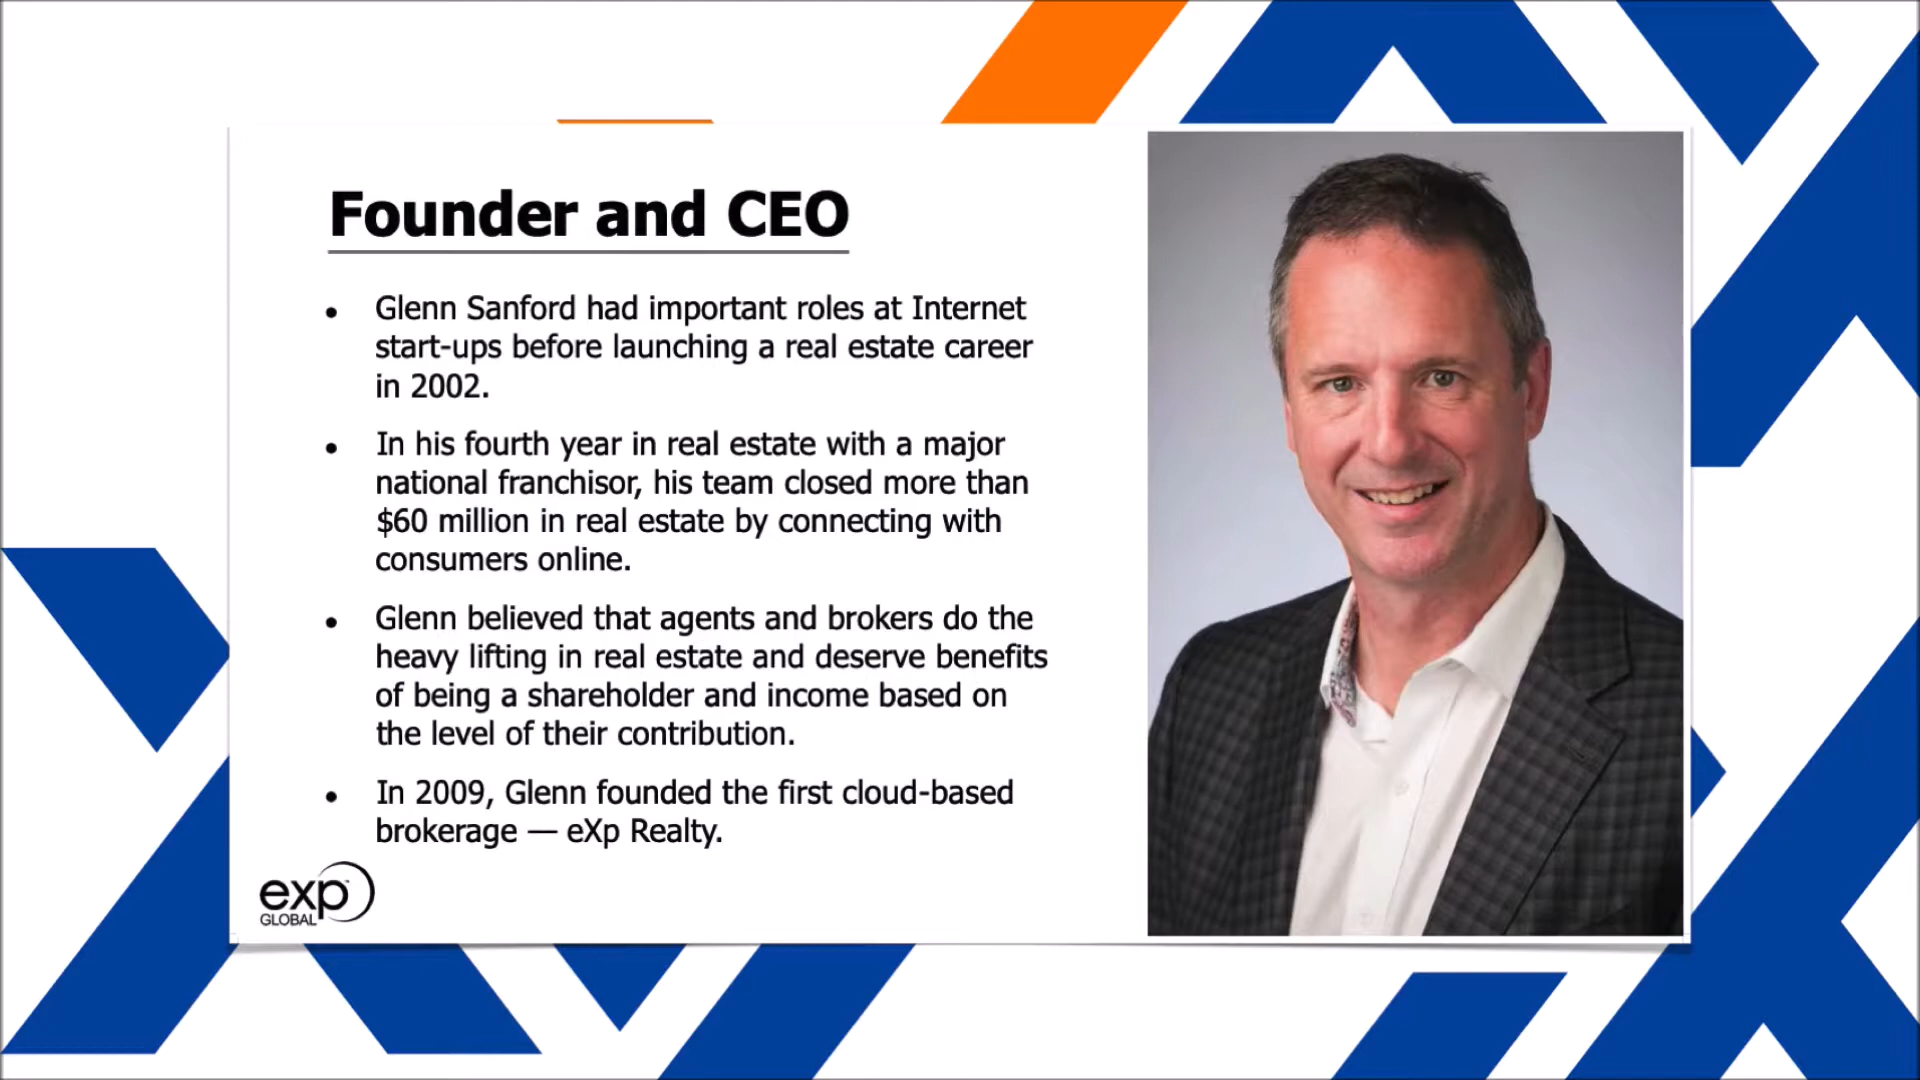 Founder and CEO
• Glenn Sanford had important roles at Internet
start-ups before launching a real estate career
in 2002.
• In his fourth year in real estate with a major
national franchisor, his team closed more than
$60 million in real estate by connecting with
consumers online.
• Glenn believed that agents and brokers do the
heavy lifting in real estate and deserve benefits
of being a shareholder and income based on
the level of their contribution.
• In 2009, Glenn founded the first cloud-based
brokerage — eXp Realty.
exp™
GLOBAL